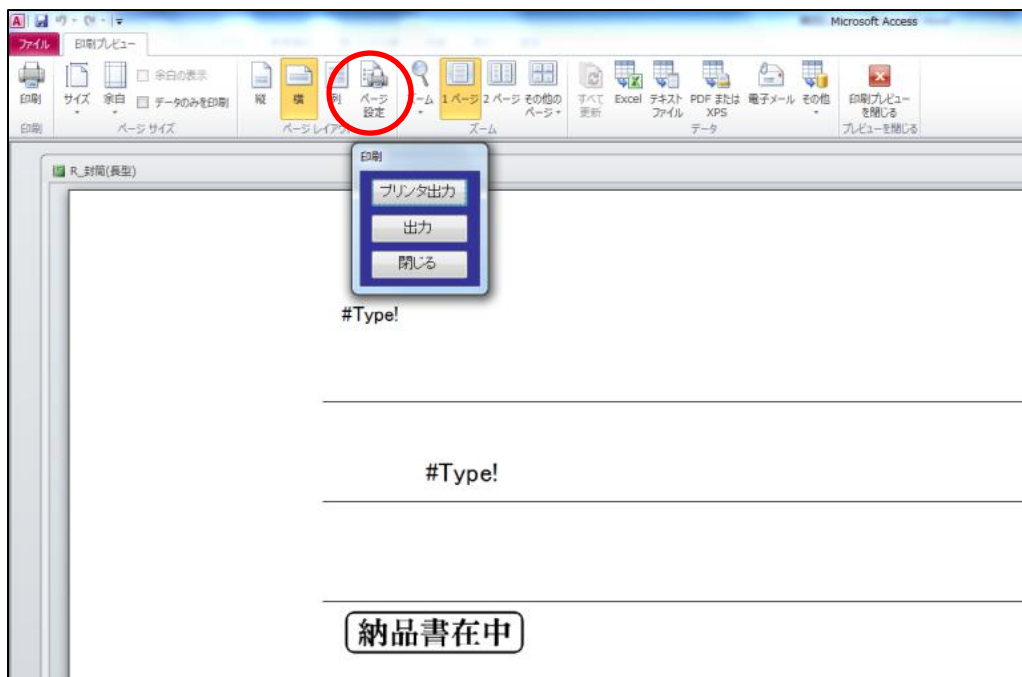 A
Microsoft Access
ファイル 印刷プレビュー
余白の表示
データのみを印刷
印刷 サイズ 余白 縦 横 列 ページ設定 ズーム 1 ページ 2 ページ その他のページ すべて更新 Excel テキストファイル PDF または XPS 電子メール その他 印刷プレビューを閉じる
印刷 ページ サイズ ページ レイアウト ズーム データ プレビューを閉じる
R_封筒(長型)
印刷
プリンタ出力
出力
閉じる
#Type!
#Type!
納品書在中